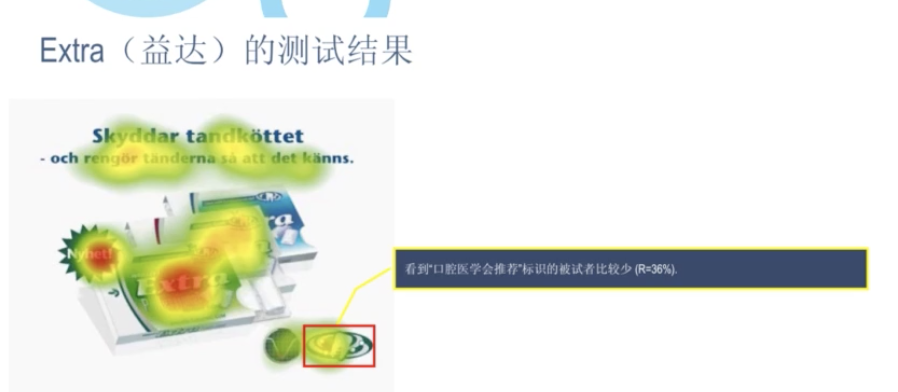 Extra（益达）的测试结果
Skyddar tandköttet
- och rengör tänderna så att det känns.
Nyhet!
Extra
看到“口腔医学会推荐”标识的被试者比较少 (R=36%).